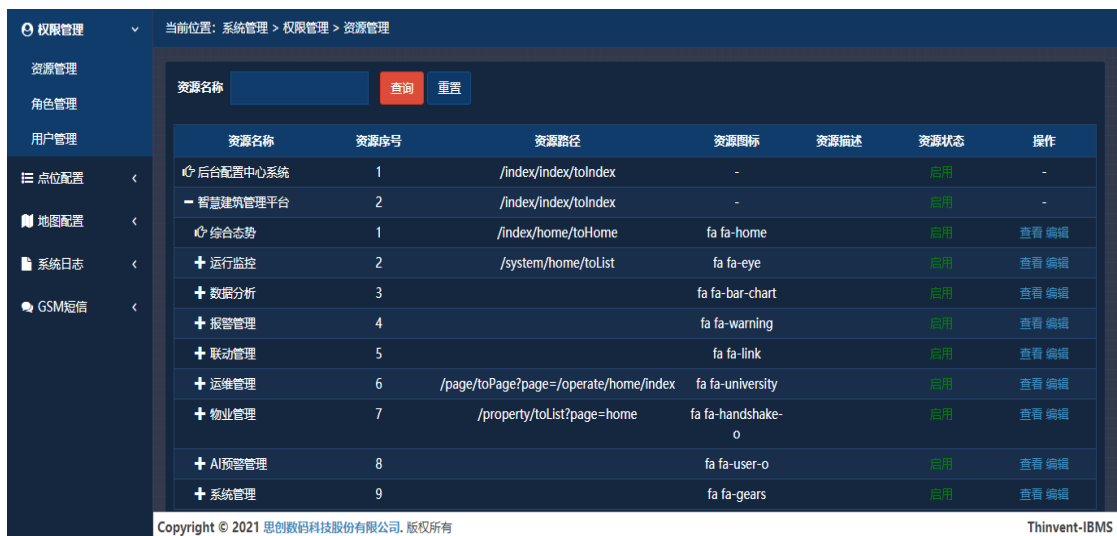 权限管理
资源管理
角色管理
用户管理
点位配置
地图配置
系统日志
GSM短信
当前位置：系统管理 > 权限管理 > 资源管理
资源名称 查询 重置
资源名称 资源序号 资源路径 资源图标 资源描述 资源状态 操作
后台配置中心系统 1 /index/index/toIndex - 启用 -
智慧建筑管理平台 2 /index/index/toIndex - 启用 -
综合态势 1 /index/home/toHome fa fa-home 启用 查看 编辑
运行监控 2 /system/home/toList fa fa-eye 启用 查看 编辑
数据分析 3 fa fa-bar-chart 启用 查看 编辑
报警管理 4 fa fa-warning 启用 查看 编辑
联动管理 5 fa fa-link 启用 查看 编辑
运维管理 6 /page/toPage?page=/operate/home/index fa fa-university 启用 查看 编辑
物业管理 7 /property/toList?page=home fa fa-handshake- 启用 查看 编辑
o
AI预警管理 8 fa fa-user-o 启用 查看 编辑
系统管理 9 fa fa-gears 启用 查看 编辑
Copyright © 2021 思创数码科技股份有限公司. 版权所有 Thinvent-IBMS